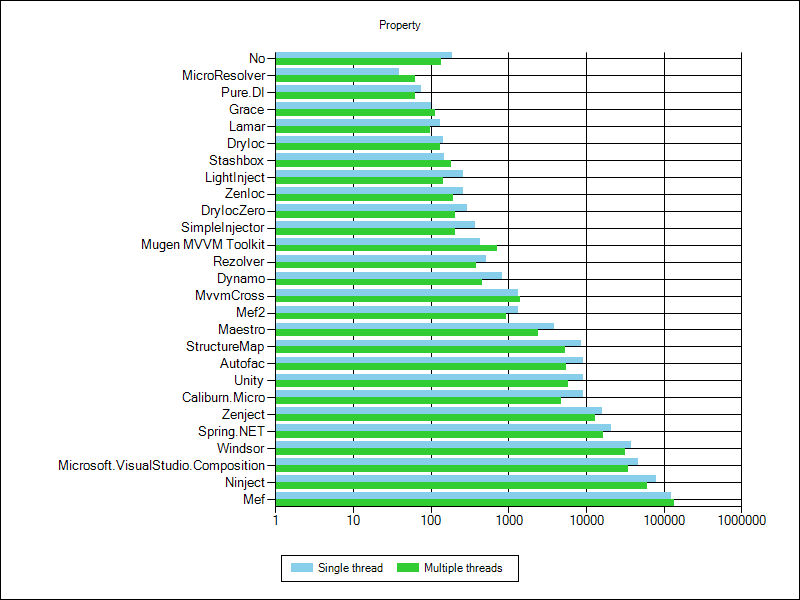 Property
No
MicroResolver
Pure.DI
Grace
Lamar
DryIoc
Stashbox
LightInject
ZenIoc
DryIocZero
SimpleInjector
Mugen MVVM Toolkit
Rezolver
Dynamo
MvvmCross
Mef2
Maestro
StructureMap
Autofac
Unity
Caliburn.Micro
Zenject
Spring.NET
Windsor
Microsoft.VisualStudio.Composition
Ninject
Mef
1 10 100 1000 10000 100000 1000000
Single thread Multiple threads